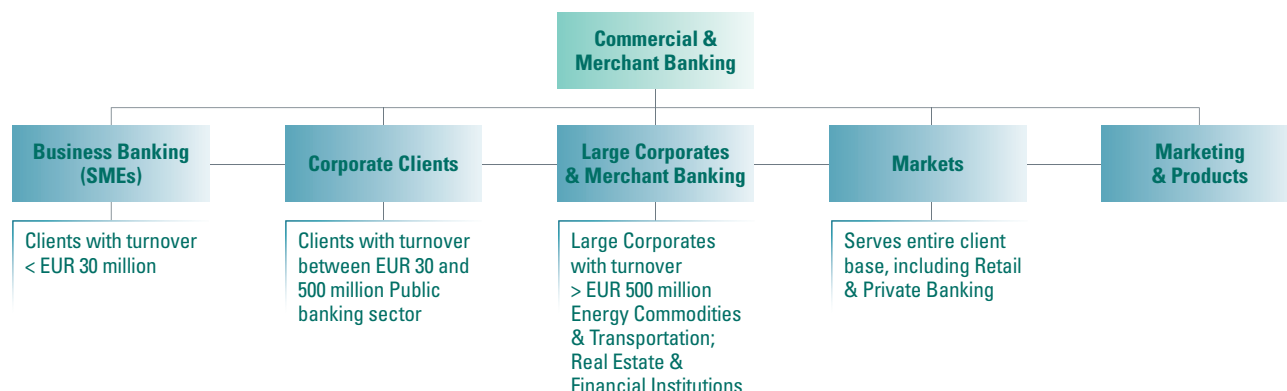 Commercial &
Merchant Banking
Business Banking
(SMEs)
Corporate Clients
Large Corporates
& Merchant Banking
Markets
Marketing
& Products
Clients with turnover
< EUR 30 million
Clients with turnover
between EUR 30 and
500 million Public
banking sector
Large Corporates
with turnover
> EUR 500 million
Energy Commodities
& Transportation;
Real Estate &
Financial Institutions
Serves entire client
base, including Retail
& Private Banking